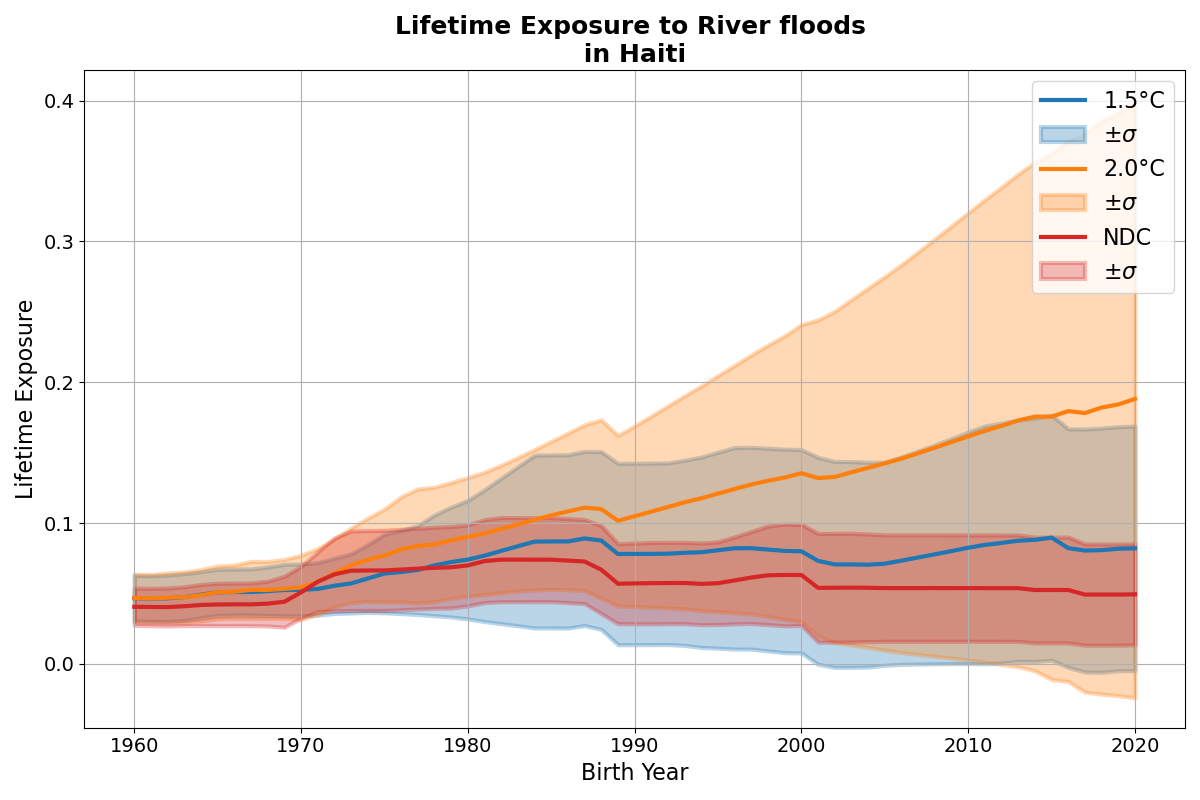 Lifetime Exposure to River floods
in Haiti
0.4
0.3
0.2
0.1
0.0
Lifetime Exposure
1960
1970
1980
1990
2000
2010
2020
Birth Year
1.5°C
±σ
2.0°C
±σ
NDC
±σ